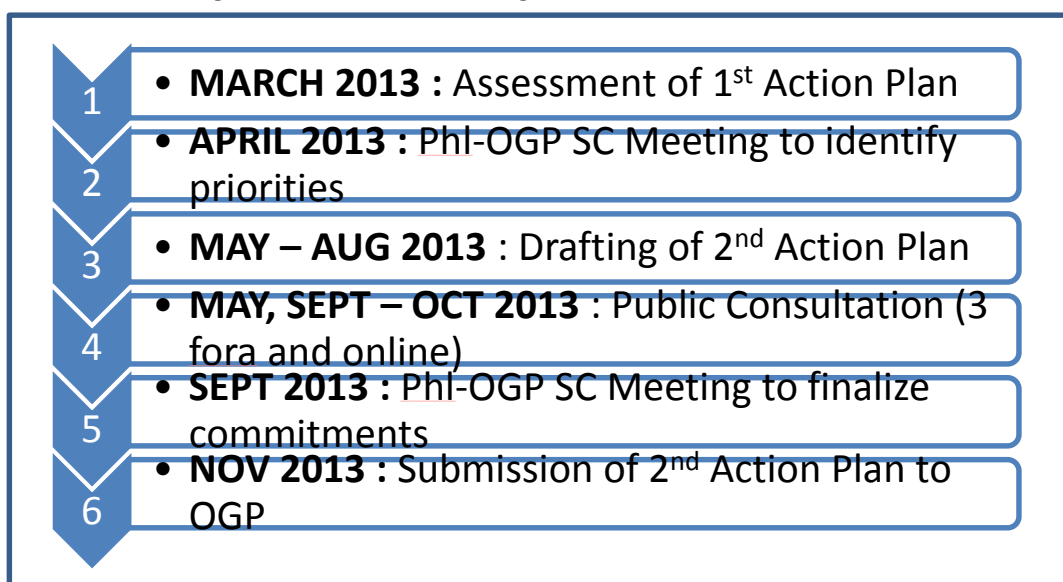 1
• MARCH 2013 : Assessment of 1st Action Plan
2
• APRIL 2013 : Phl-OGP SC Meeting to identify
priorities
3
• MAY – AUG 2013 : Drafting of 2nd Action Plan
4
• MAY, SEPT – OCT 2013 : Public Consultation (3
fora and online)
5
• SEPT 2013 : Phl-OGP SC Meeting to finalize
commitments
6
• NOV 2013 : Submission of 2nd Action Plan to
OGP